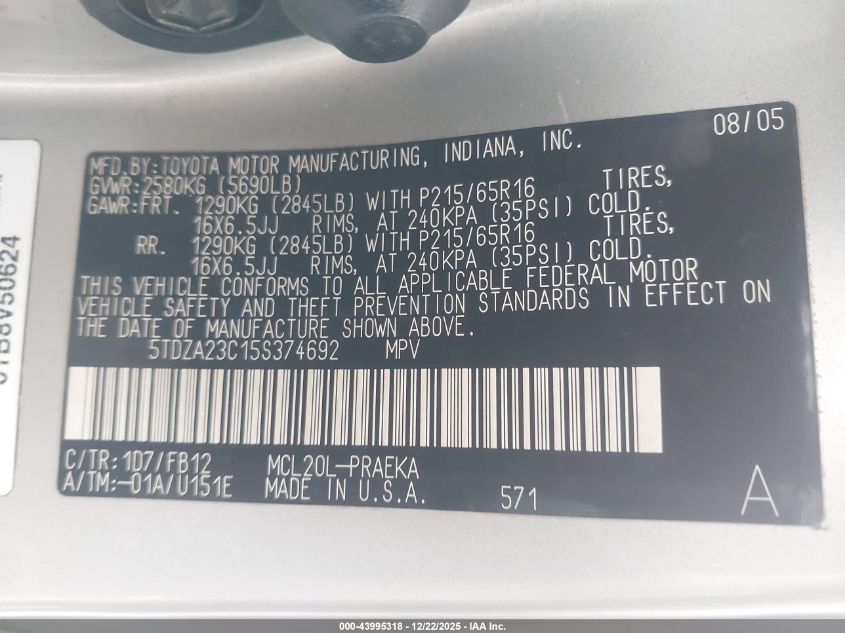 08/05
MFD.BY:TOYOTA MOTOR MANUFACTURING, INDIANA, INC.
GVWR:2580KG (5690LB)
GAWR:FRT. 1290KG (2845LB) WITH P215/65R16 TIRES,
16X6.5JJ RIMS, AT 240KPA (35PSI) COLD.
RR. 1290KG (2845LB) WITH P215/65R16 TIRES,
16X6.5JJ RIMS, AT 240KPA (35PSI) COLD.
THIS VEHICLE CONFORMS TO ALL APPLICABLE FEDERAL MOTOR
VEHICLE SAFETY AND THEFT PREVENTION STANDARDS IN EFFECT ON
THE DATE OF MANUFACTURE SHOWN ABOVE.
5TDZA23C15S374692 MPV
C/TR:1D7/FB12 MCL20L-PRAEKA
A/TM:-01A/U151E MADE IN U.S.A. 571 A
000-43995318 - 12/22/2025 - IAA Inc.